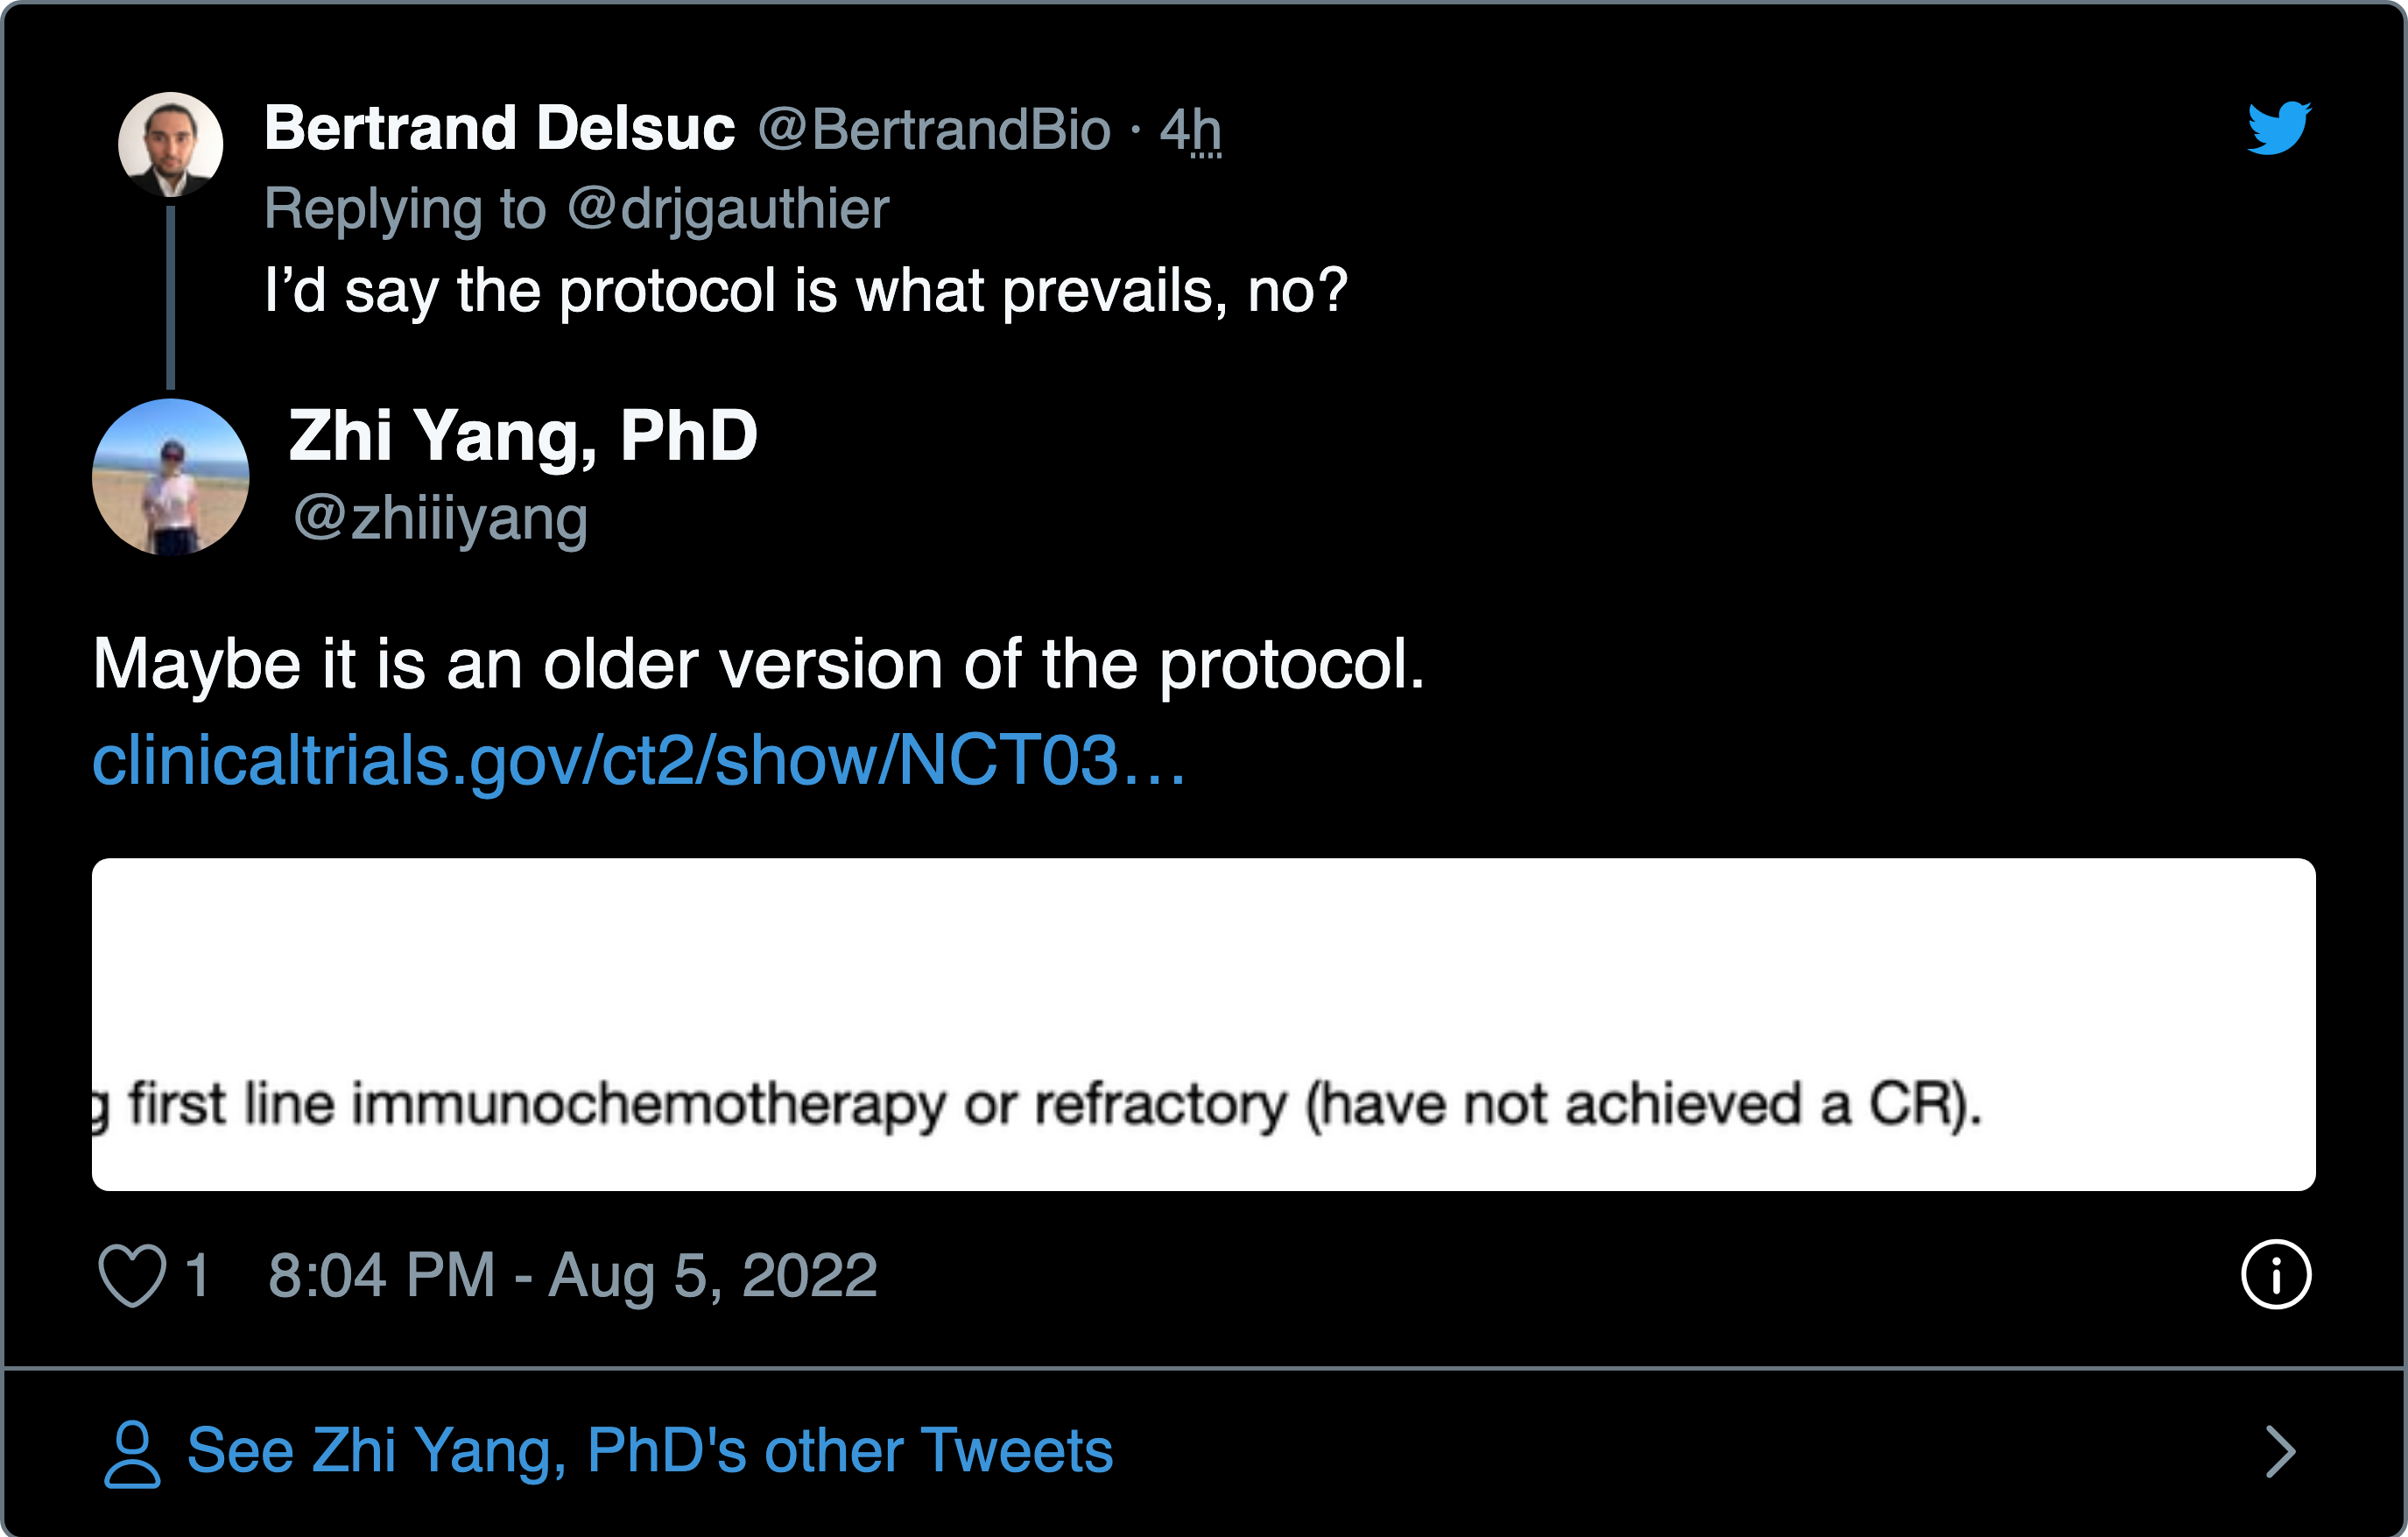 Bertrand Delsuc @BertrandBio · 4h
Replying to @drjgauthier
I’d say the protocol is what prevails, no?
Zhi Yang, PhD
@zhiiiyang
Maybe it is an older version of the protocol.
clinicaltrials.gov/ct2/show/NCT03…
g first line immunochemotherapy or refractory (have not achieved a CR).
1 8:04 PM - Aug 5, 2022
See Zhi Yang, PhD's other Tweets